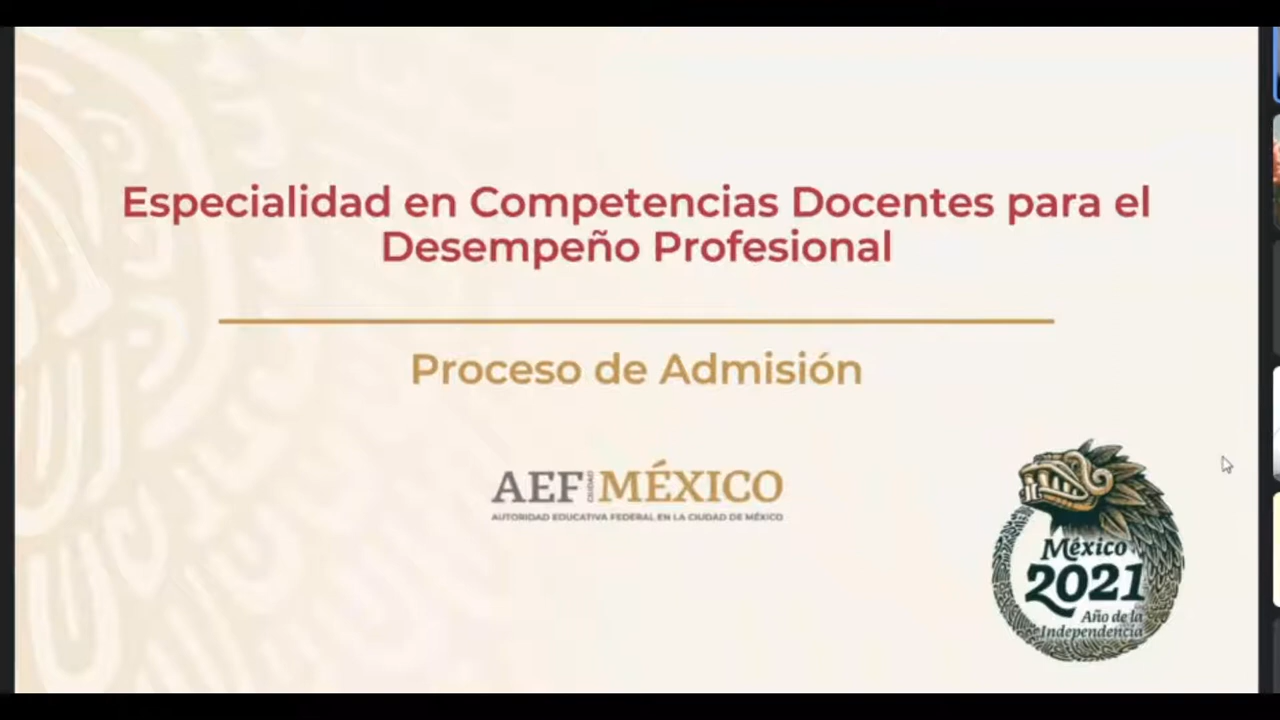 Especialidad en Competencias Docentes para el
Desempeño Profesional
Proceso de Admisión
AEF CIUDAD MÉXICO
AUTORIDAD EDUCATIVA FEDERAL EN LA CIUDAD DE MÉXICO
México
2021
Año de la
Independencia